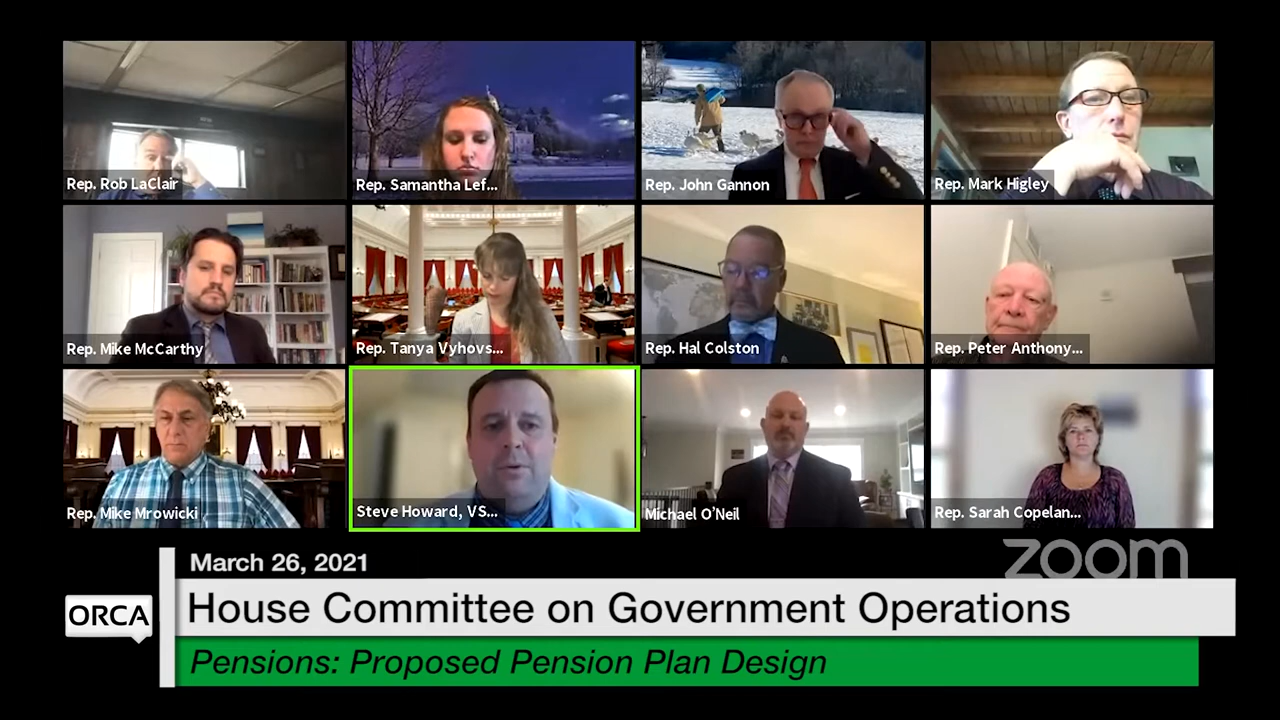 Rep. Rob LaClair
Rep. Samantha Lef...
Rep. John Gannon
Rep. Mark Higley
Rep. Mike McCarthy
Rep. Tanya Vyhovs...
Rep. Hal Colston
Rep. Peter Anthony...
Rep. Mike Mrowicki
Steve Howard, VS...
Michael O'Neil
Rep. Sarah Copelan...
zoom
March 26, 2021
ORCA
House Committee on Government Operations
Pensions: Proposed Pension Plan Design